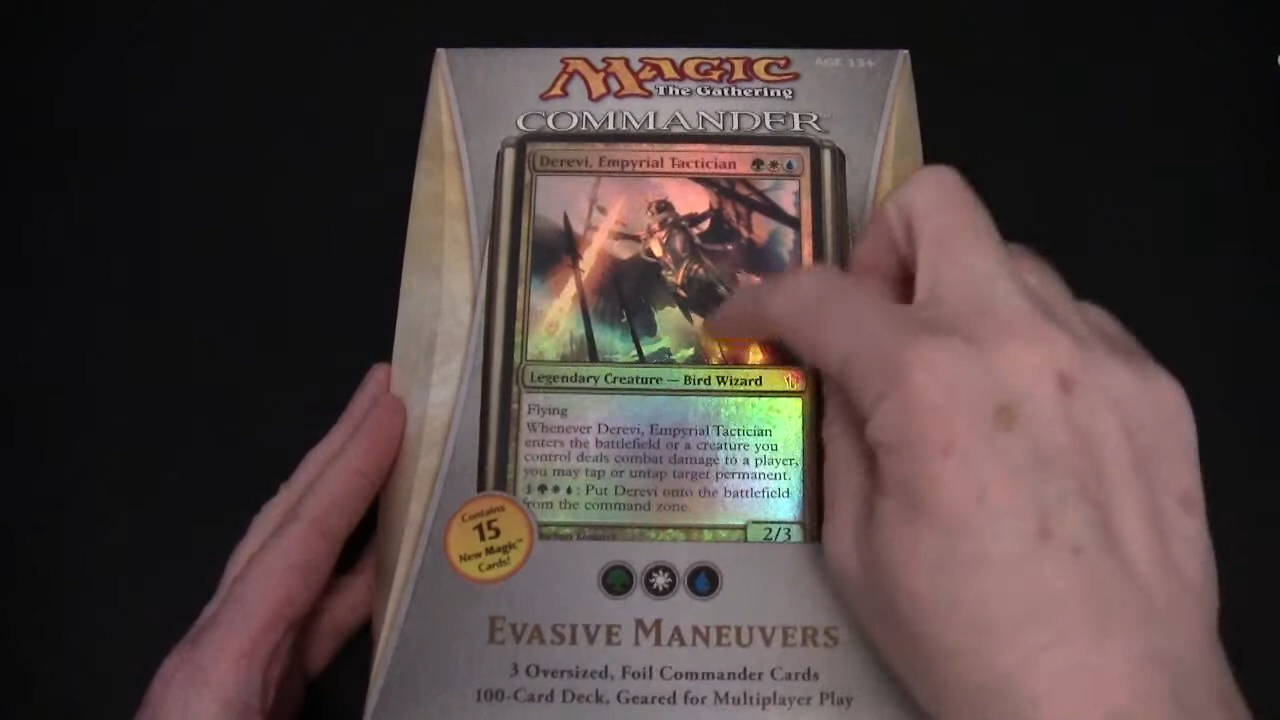 MAGIC
The Gathering
AGE 13+
COMMANDER™
Derevi, Empyrial Tactician
Legendary Creature — Bird Wizard
Flying
Whenever Derevi, Empyrial Tactician
enters the battlefield or a creature you
control deals combat damage to a player,
you may tap or untap target permanent.
: Put Derevi onto the battlefield
from the command zone.
2/3
Contains
15
New Magic™
Cards!
EVASIVE MANEUVERS
3 Oversized, Foil Commander Cards
100-Card Deck, Geared for Multiplayer Play